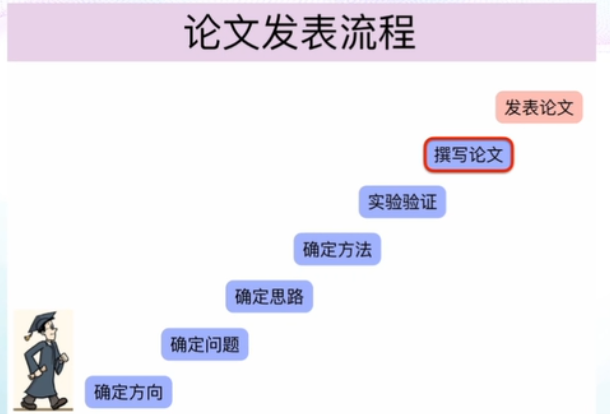 论文发表流程
发表论文
撰写论文
实验验证
确定方法
确定思路
确定问题
确定方向